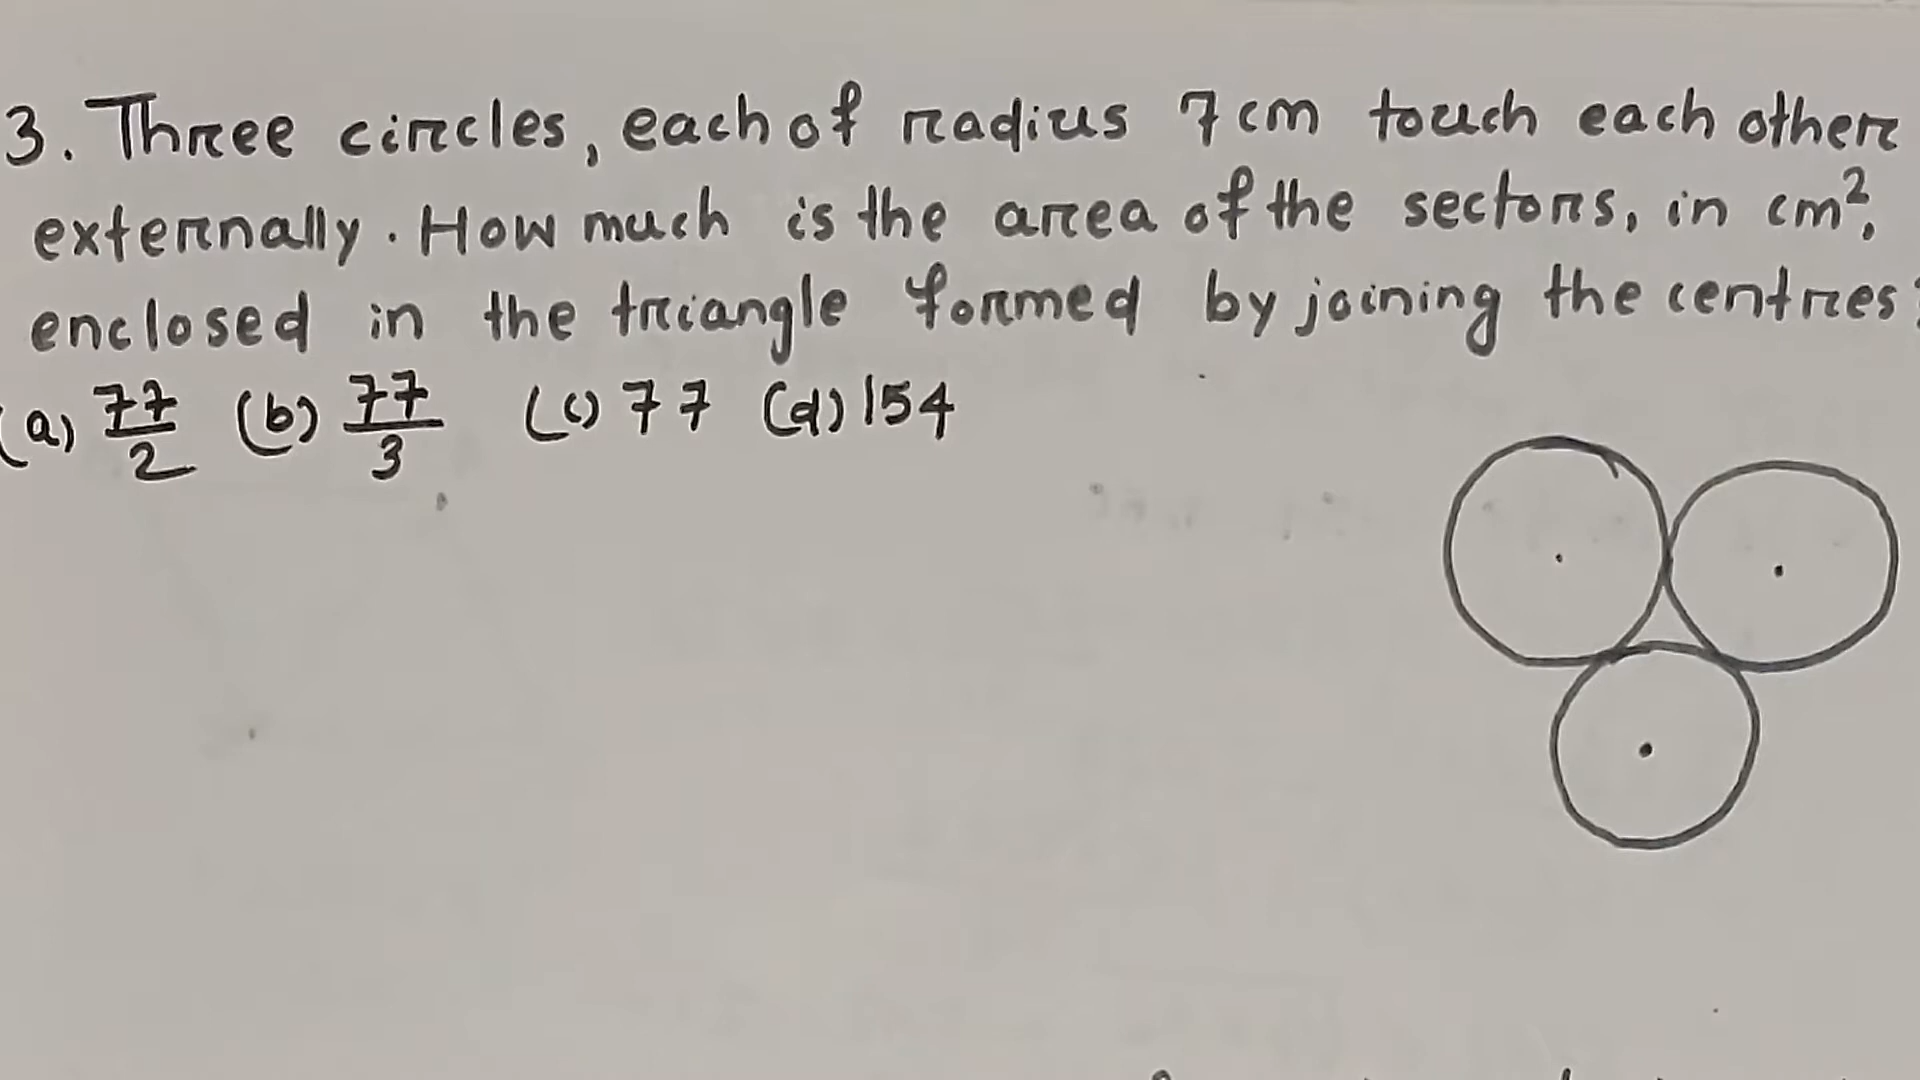 3. Three circles, each of radius 7 cm touch each other
externally. How much is the area of the sectors, in cm²,
enclosed in the triangle formed by joining the centres?
(a) 77/2 (b) 77/3 (c) 77 (d) 154